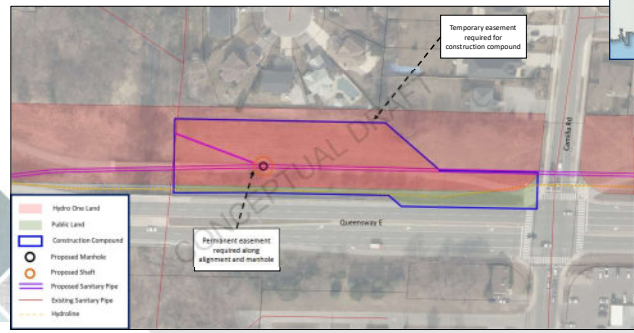 Temporary easement
required for
construction compound
Camilla Rd
CONCEPTUAL DRAFT
Queensway E
Permanent easement
required along
alignment and manhole
Hydro One Land
Public Land
Construction Compound
Proposed Manhole
Proposed Shaft
Proposed Sanitary Pipe
Existing Sanitary Pipe
Hydroline